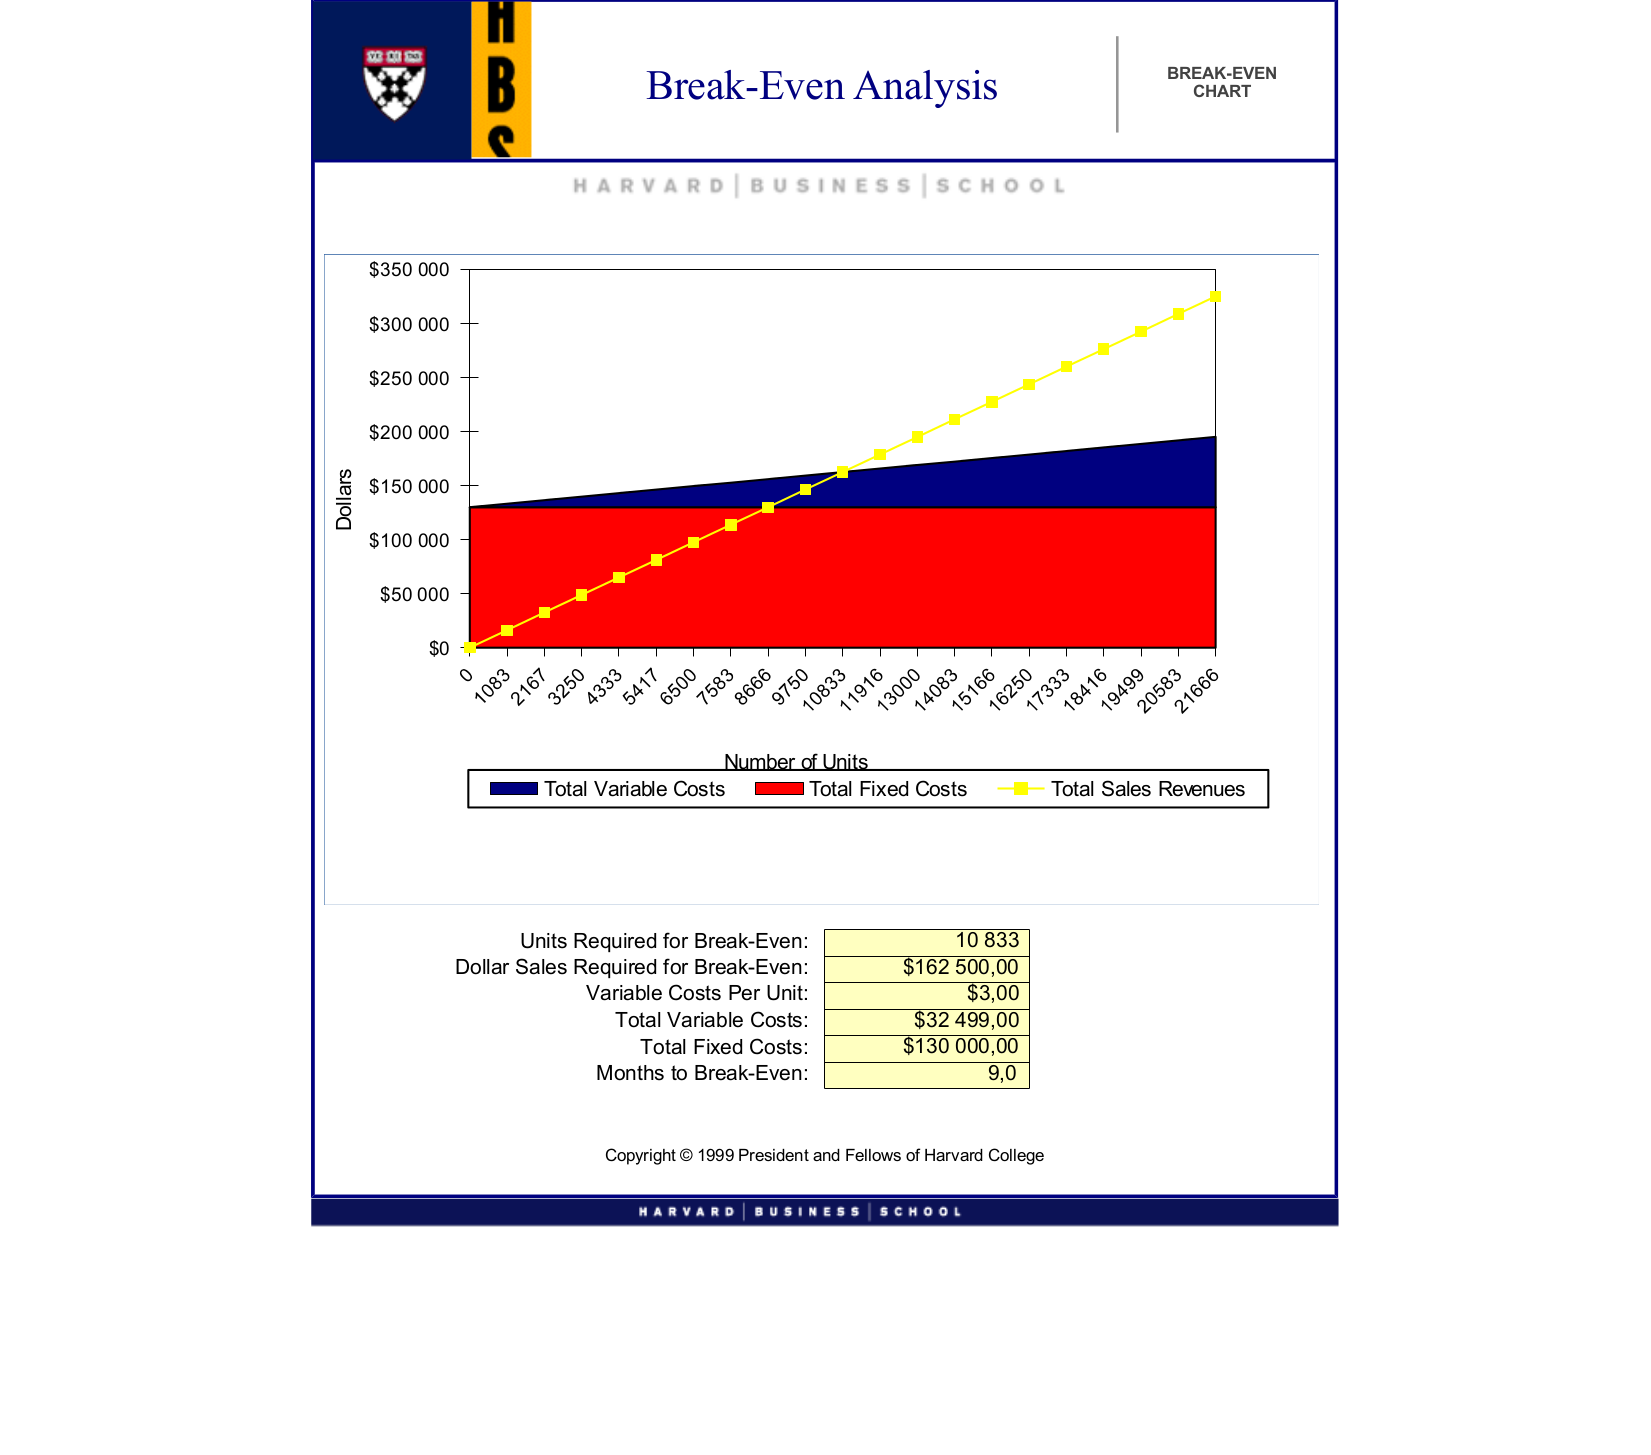 HBS
Break-Even Analysis
BREAK-EVEN
CHART
HARVARD | BUSINESS | SCHOOL
$350 000
$300 000
$250 000
$200 000
$150 000
$100 000
$50 000
$0
Dollars
0 1083 2167 3250 4333 5417 6500 7583 8666 9750 10833 11916 13000 14083 15166 16250 17333 18416 19499 20583 21666
Number of Units
Total Variable Costs Total Fixed Costs Total Sales Revenues
Units Required for Break-Even: 10 833
Dollar Sales Required for Break-Even: $162 500,00
Variable Costs Per Unit: $3,00
Total Variable Costs: $32 499,00
Total Fixed Costs: $130 000,00
Months to Break-Even: 9,0
Copyright © 1999 President and Fellows of Harvard College
HARVARD | BUSINESS | SCHOOL